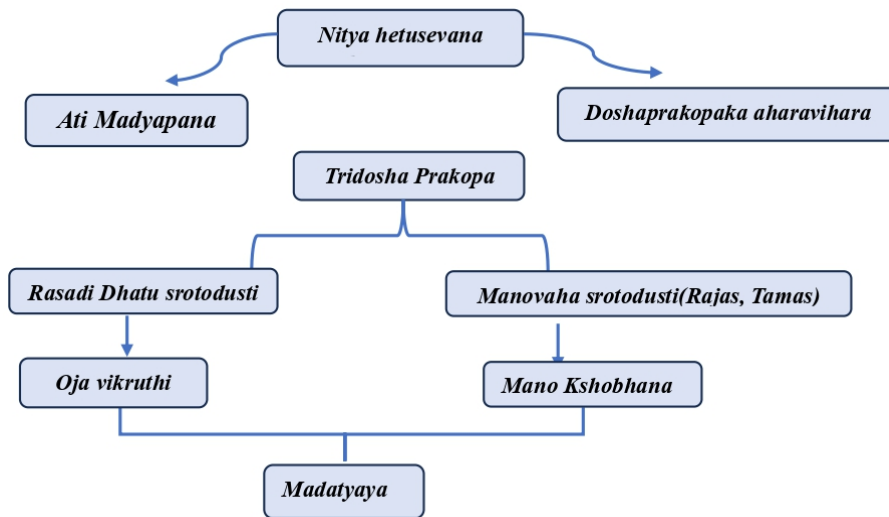 Nitya hetusevana
Ati Madyapana
Doshaprakopaka aharavihara
Tridosha Prakopa
Rasadi Dhatu srotodusti
Manovaha srotodusti(Rajas, Tamas)
Oja vikruthi
Mano Kshobhana
Madatyaya